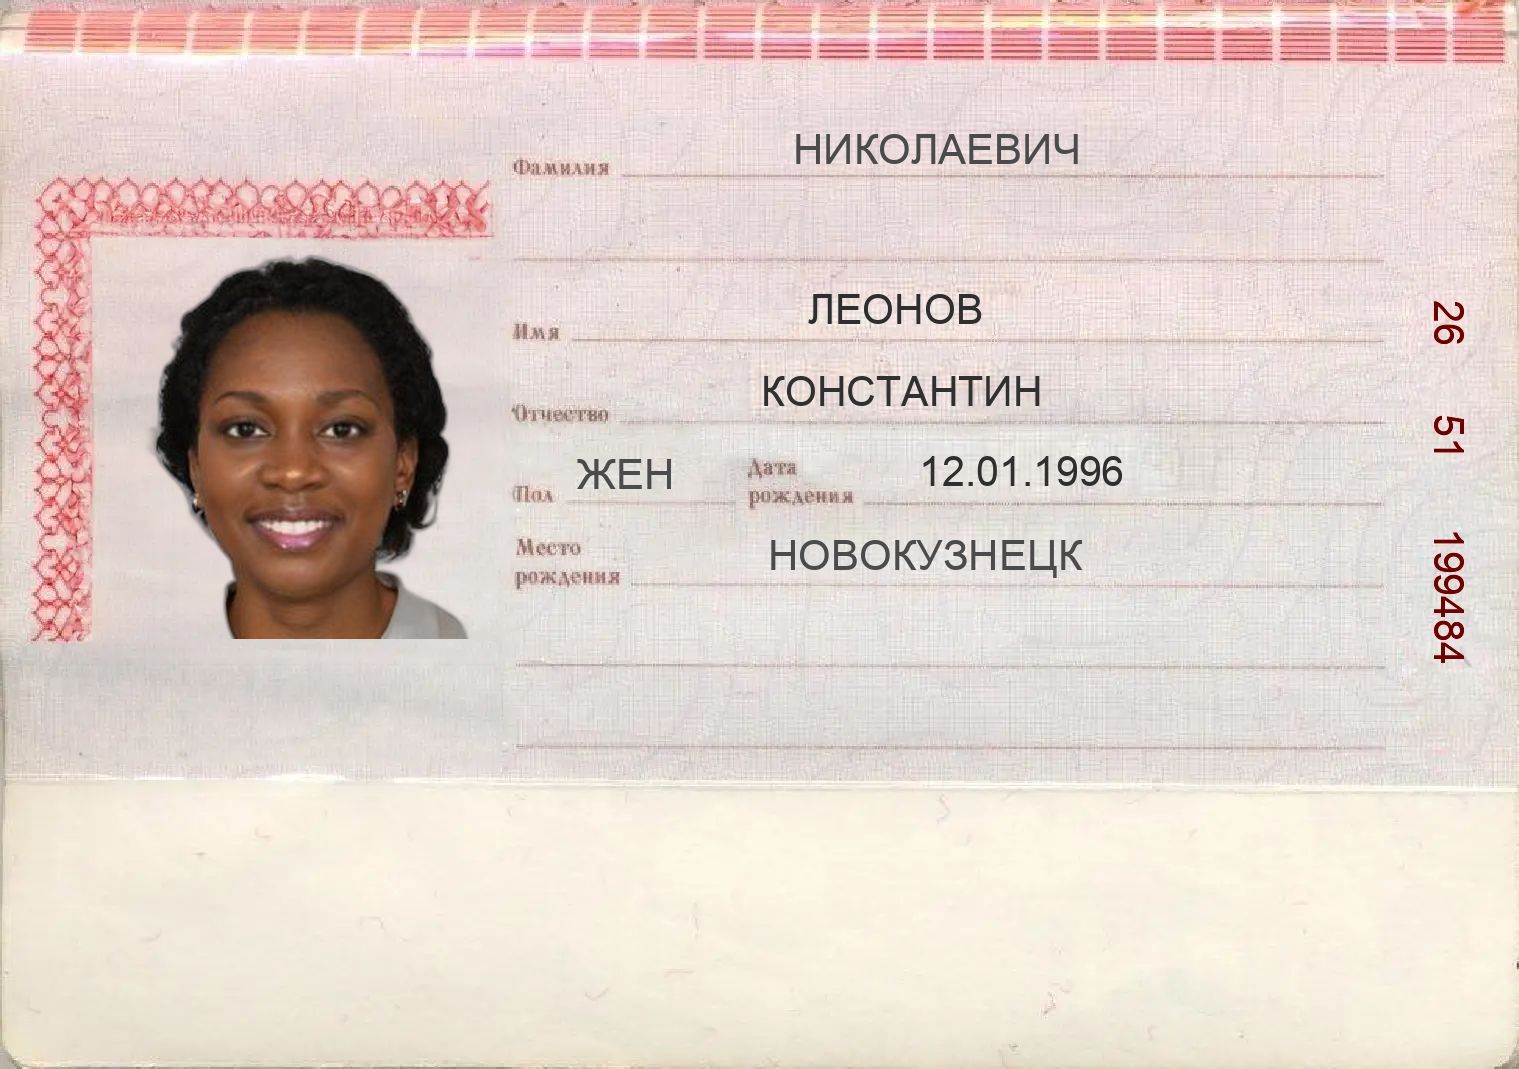 Фамилия НИКОЛАЕВИЧ
Имя ЛЕОНОВ
Отчество КОНСТАНТИН
Пол ЖЕН Дата рождения 12.01.1996
Место рождения НОВОКУЗНЕЦК
26 51 199484